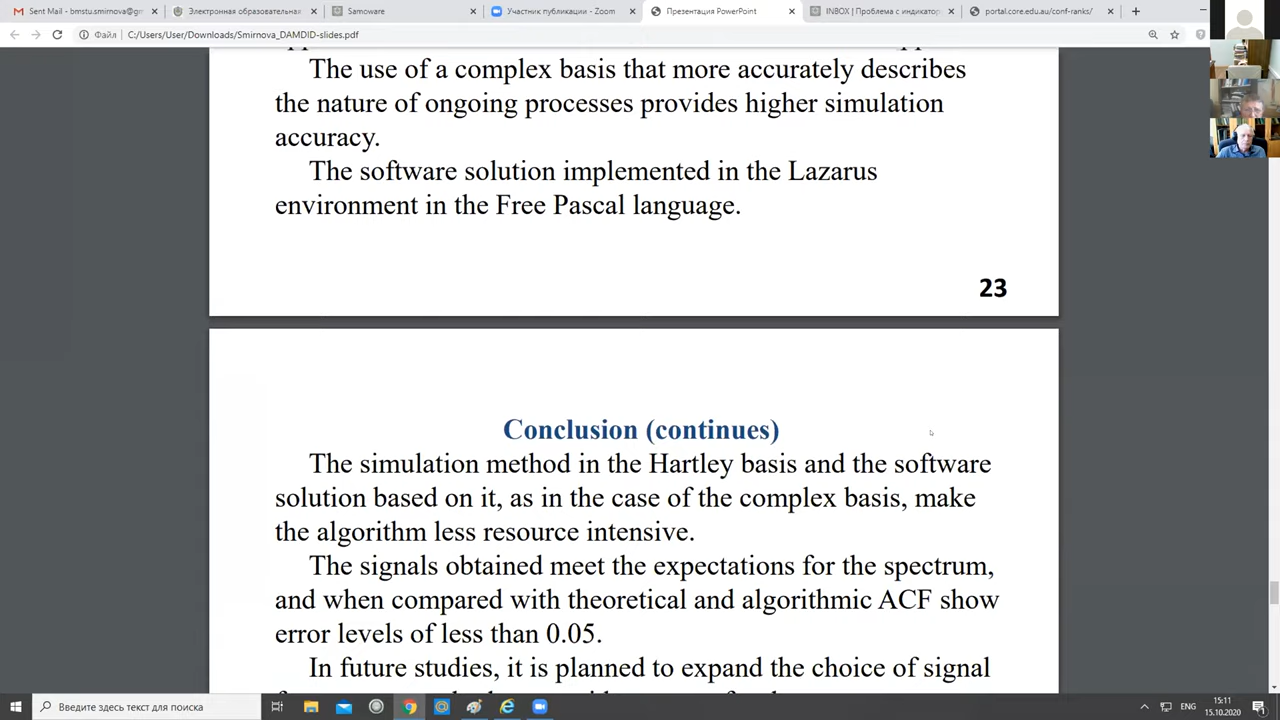 Sent Mail - bmstu.smirnova@gm
Электронная образовательная
Samoware
Участник публикации - Zoom
Презентация PowerPoint
INBOX | Проблема с индикатор
portal.core.edu.au/conf-ranks/
Файл | C:/Users/User/Downloads/Smirnova_DAMDID-slides.pdf
The use of a complex basis that more accurately describes
the nature of ongoing processes provides higher simulation
accuracy.
The software solution implemented in the Lazarus
environment in the Free Pascal language.
23
Conclusion (continues)
The simulation method in the Hartley basis and the software
solution based on it, as in the case of the complex basis, make
the algorithm less resource intensive.
The signals obtained meet the expectations for the spectrum,
and when compared with theoretical and algorithmic ACF show
error levels of less than 0.05.
In future studies, it is planned to expand the choice of signal
Введите здесь текст для поиска
ENG
15:11
15.10.2020